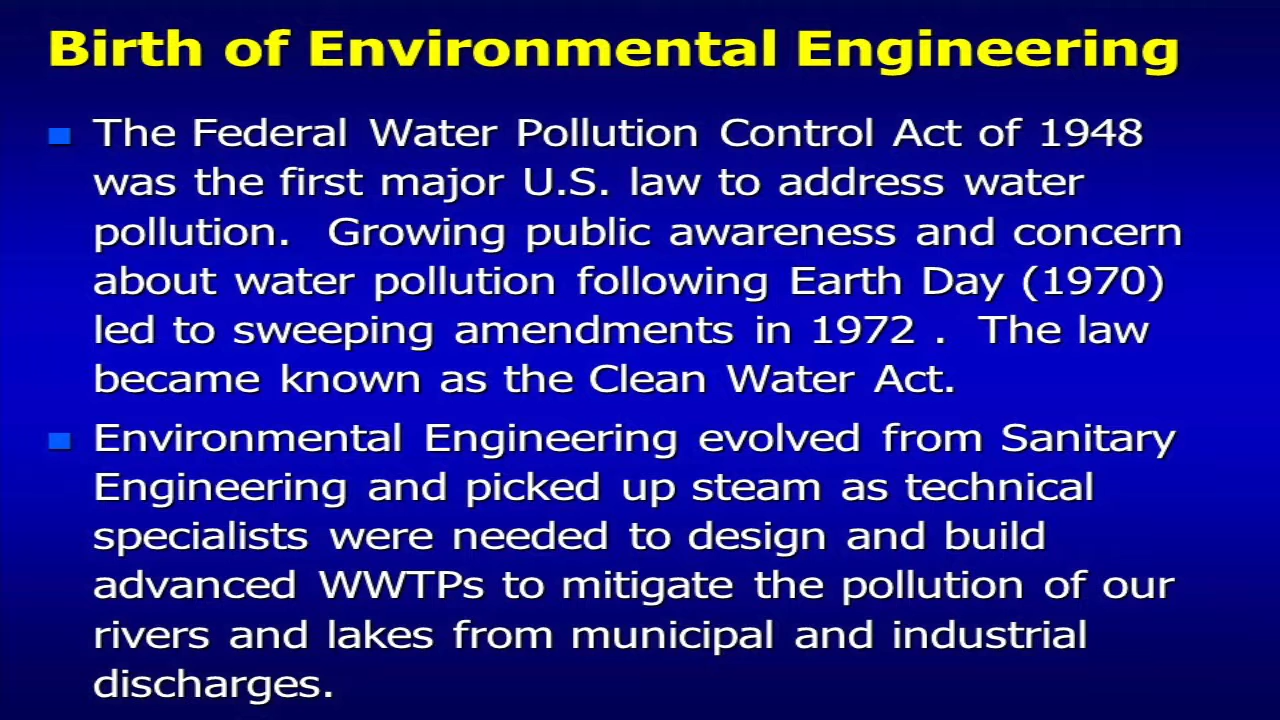 Birth of Environmental Engineering
The Federal Water Pollution Control Act of 1948
was the first major U.S. law to address water
pollution.  Growing public awareness and concern
about water pollution following Earth Day (1970)
led to sweeping amendments in 1972 .  The law
became known as the Clean Water Act.
Environmental Engineering evolved from Sanitary
Engineering and picked up steam as technical
specialists were needed to design and build
advanced WWTPs to mitigate the pollution of our
rivers and lakes from municipal and industrial
discharges.